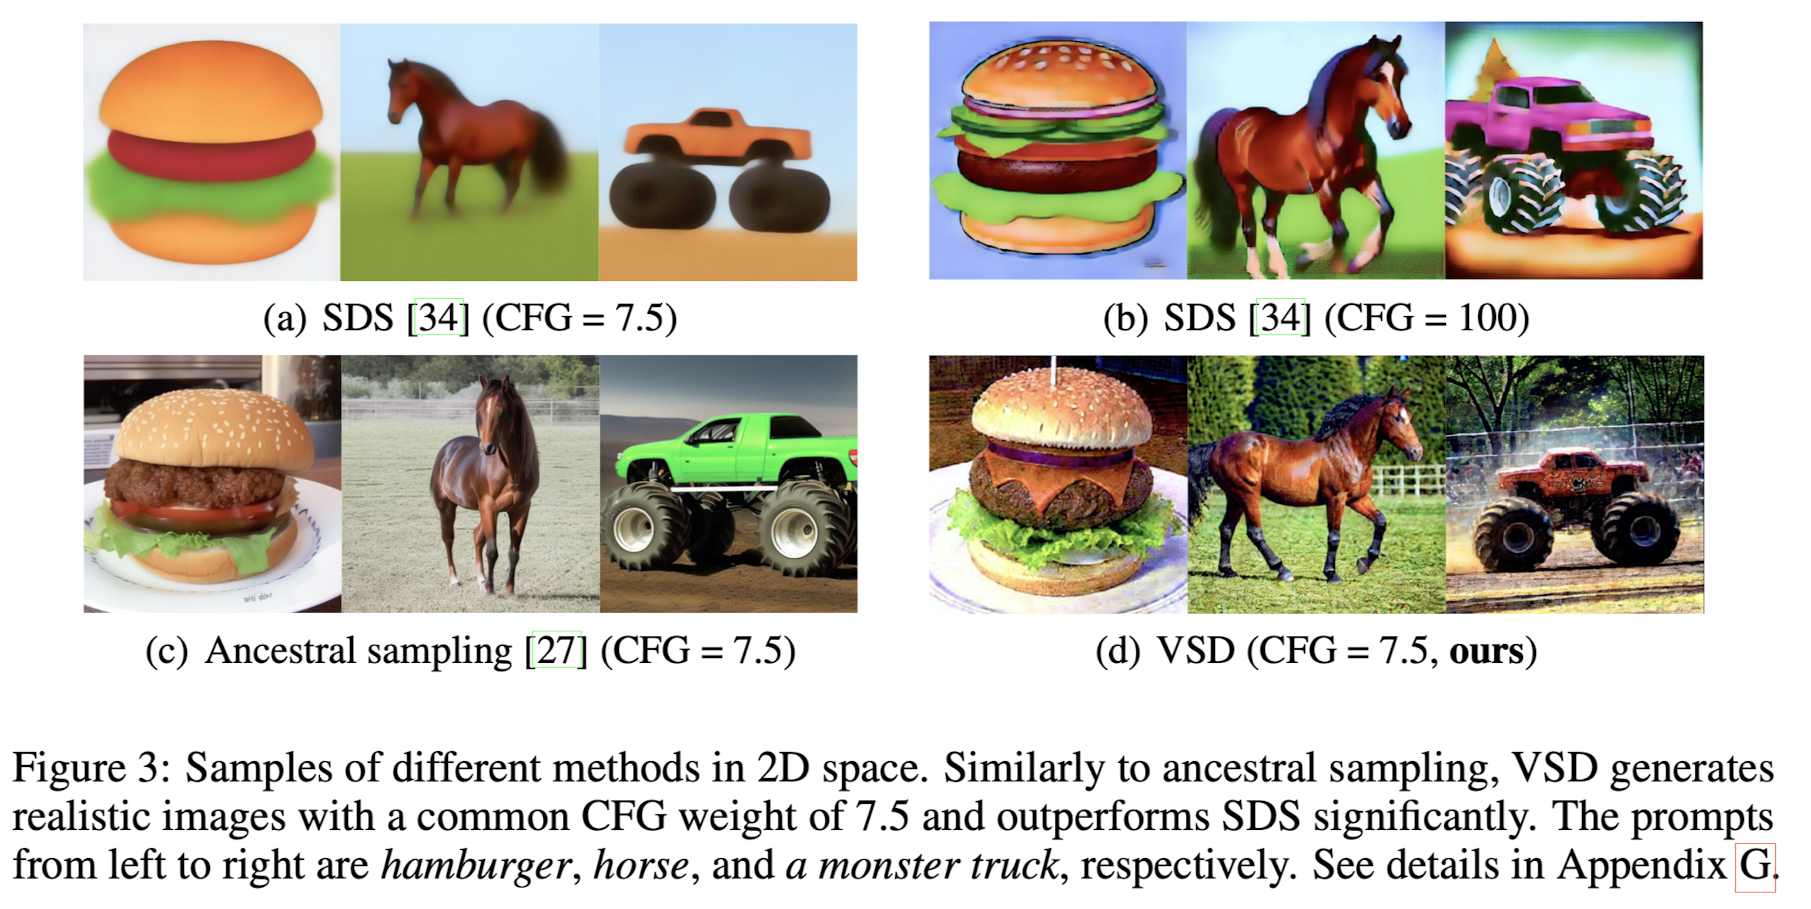 (a) SDS [34] (CFG = 7.5)
(b) SDS [34] (CFG = 100)
(c) Ancestral sampling [27] (CFG = 7.5)
(d) VSD (CFG = 7.5, ours)
Figure 3: Samples of different methods in 2D space. Similarly to ancestral sampling, VSD generates
realistic images with a common CFG weight of 7.5 and outperforms SDS significantly. The prompts
from left to right are hamburger, horse, and a monster truck, respectively. See details in Appendix G.